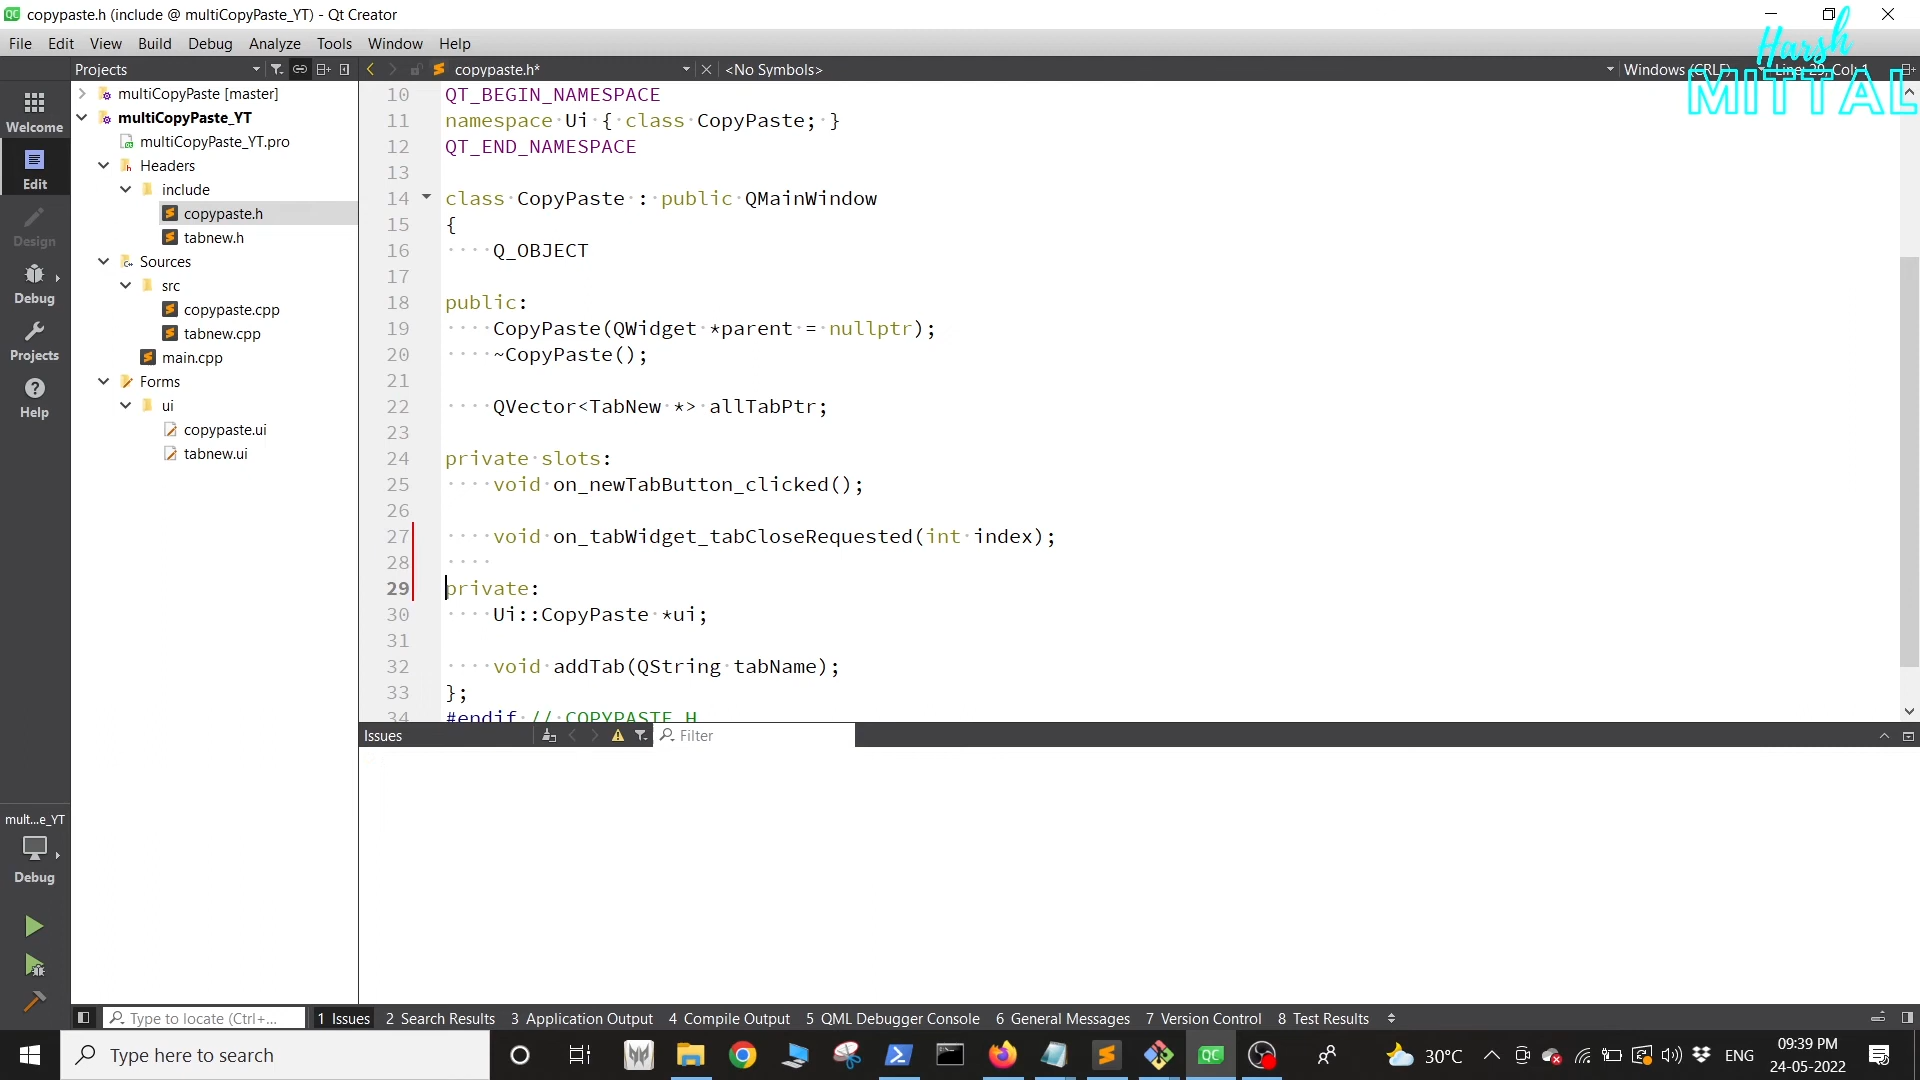 copypaste.h (include @ multiCopyPaste_YT) - Qt Creator
File Edit View Build Debug Analyze Tools Window Help
Harsh
MITTAL
Projects
copypaste.h*
<No Symbols>
Windows (CRLF)
Line: 29, Col: 1
Welcome
Edit
Design
Debug
Projects
Help
mult...e_YT
Debug
multiCopyPaste [master]
multiCopyPaste_YT
multiCopyPaste_YT.pro
Headers
include
copypaste.h
tabnew.h
Sources
src
copypaste.cpp
tabnew.cpp
main.cpp
Forms
ui
copypaste.ui
tabnew.ui
10 QT_BEGIN_NAMESPACE
11 namespace Ui { class CopyPaste; }
12 QT_END_NAMESPACE
13
14 class CopyPaste : public QMainWindow
15 {
16 Q_OBJECT
17
18 public:
19 CopyPaste(QWidget *parent = nullptr);
20 ~CopyPaste();
21
22 QVector<TabNew *> allTabPtr;
23
24 private slots:
25 void on_newTabButton_clicked();
26
27 void on_tabWidget_tabCloseRequested(int index);
28
29 private:
30 Ui::CopyPaste *ui;
31
32 void addTab(QString tabName);
33 };
34 #endif // COPYPASTE_H
Issues
Filter
Type to locate (Ctrl+...
1 Issues 2 Search Results 3 Application Output 4 Compile Output 5 QML Debugger Console 6 General Messages 7 Version Control 8 Test Results
Type here to search
30°C
ENG
09:39 PM
24-05-2022